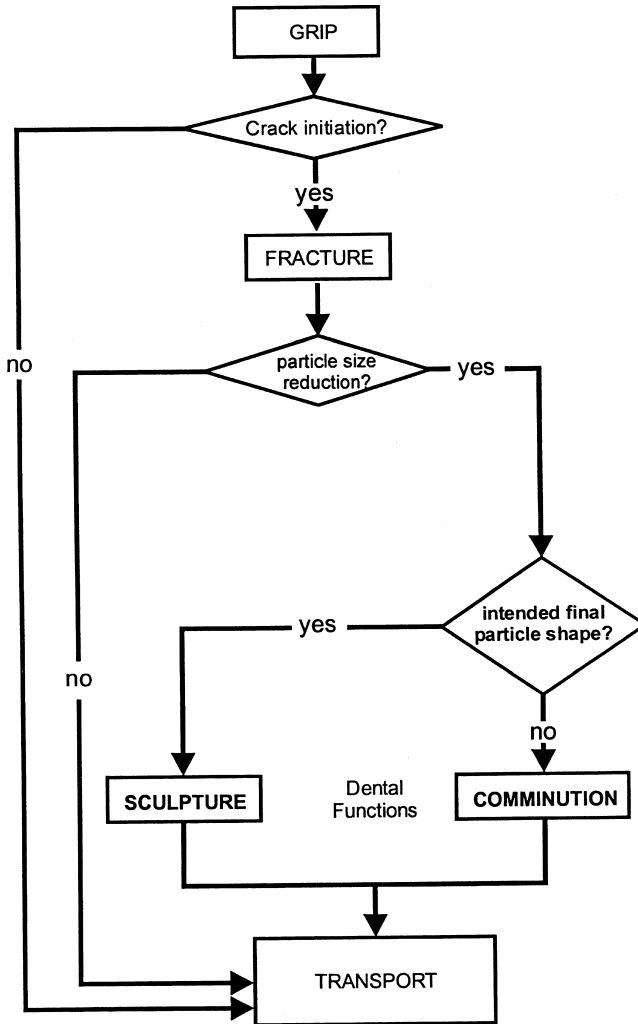 GRIP
Crack initiation?
yes
FRACTURE
no
particle size
reduction?
yes
intended final
particle shape?
yes
no
no
SCULPTURE
Dental
Functions
COMMINUTION
TRANSPORT